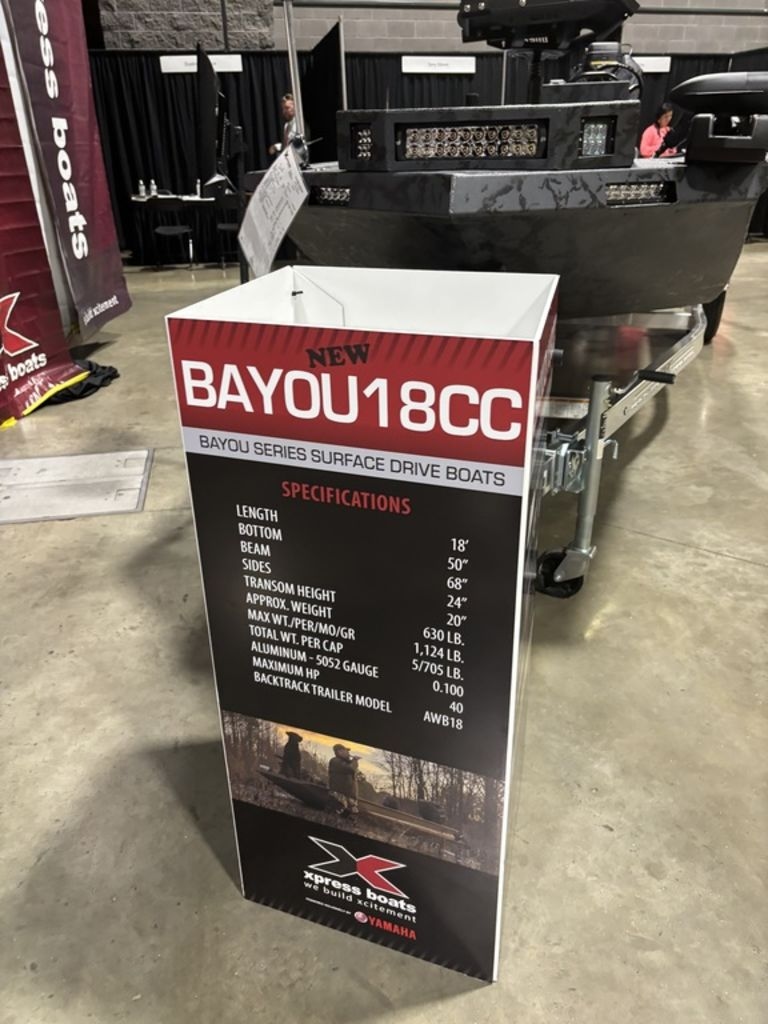 ess boats
boats
NEW
BAYOU18CC
BAYOU SERIES SURFACE DRIVE BOATS
SPECIFICATIONS
LENGTH 18'
BOTTOM 50"
BEAM 68"
SIDES 24"
TRANSOM HEIGHT 20"
APPROX. WEIGHT 630 LB.
MAX WT./PER/MO/GR 1,124 LB.
TOTAL WT. PER CAP 5/705 LB.
ALUMINUM - 5052 GAUGE 0.100
MAXIMUM HP 40
BACKTRACK TRAILER MODEL AWB18
xpress boats
we build xcitement
YAMAHA